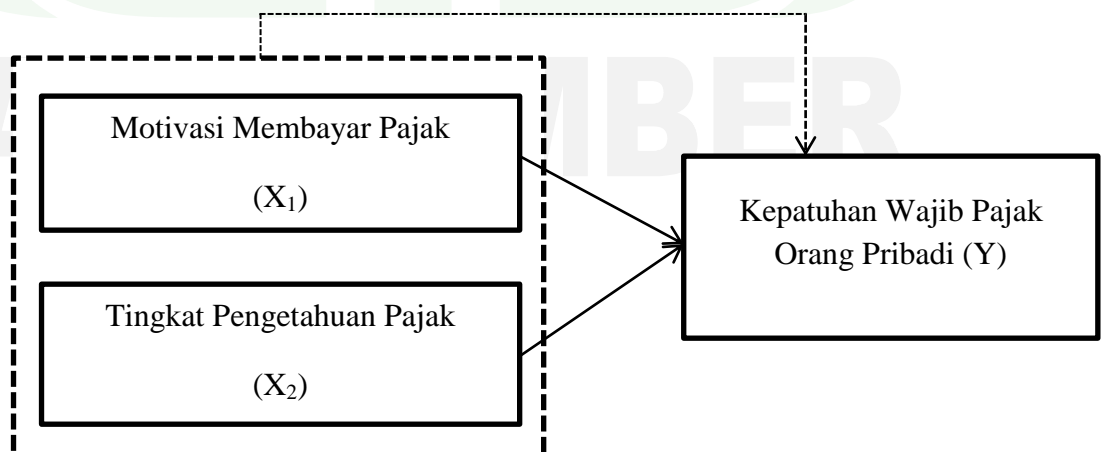 Motivasi Membayar Pajak
(X₁)
Tingkat Pengetahuan Pajak
(X₂)
Kepatuhan Wajib Pajak
Orang Pribadi (Y)